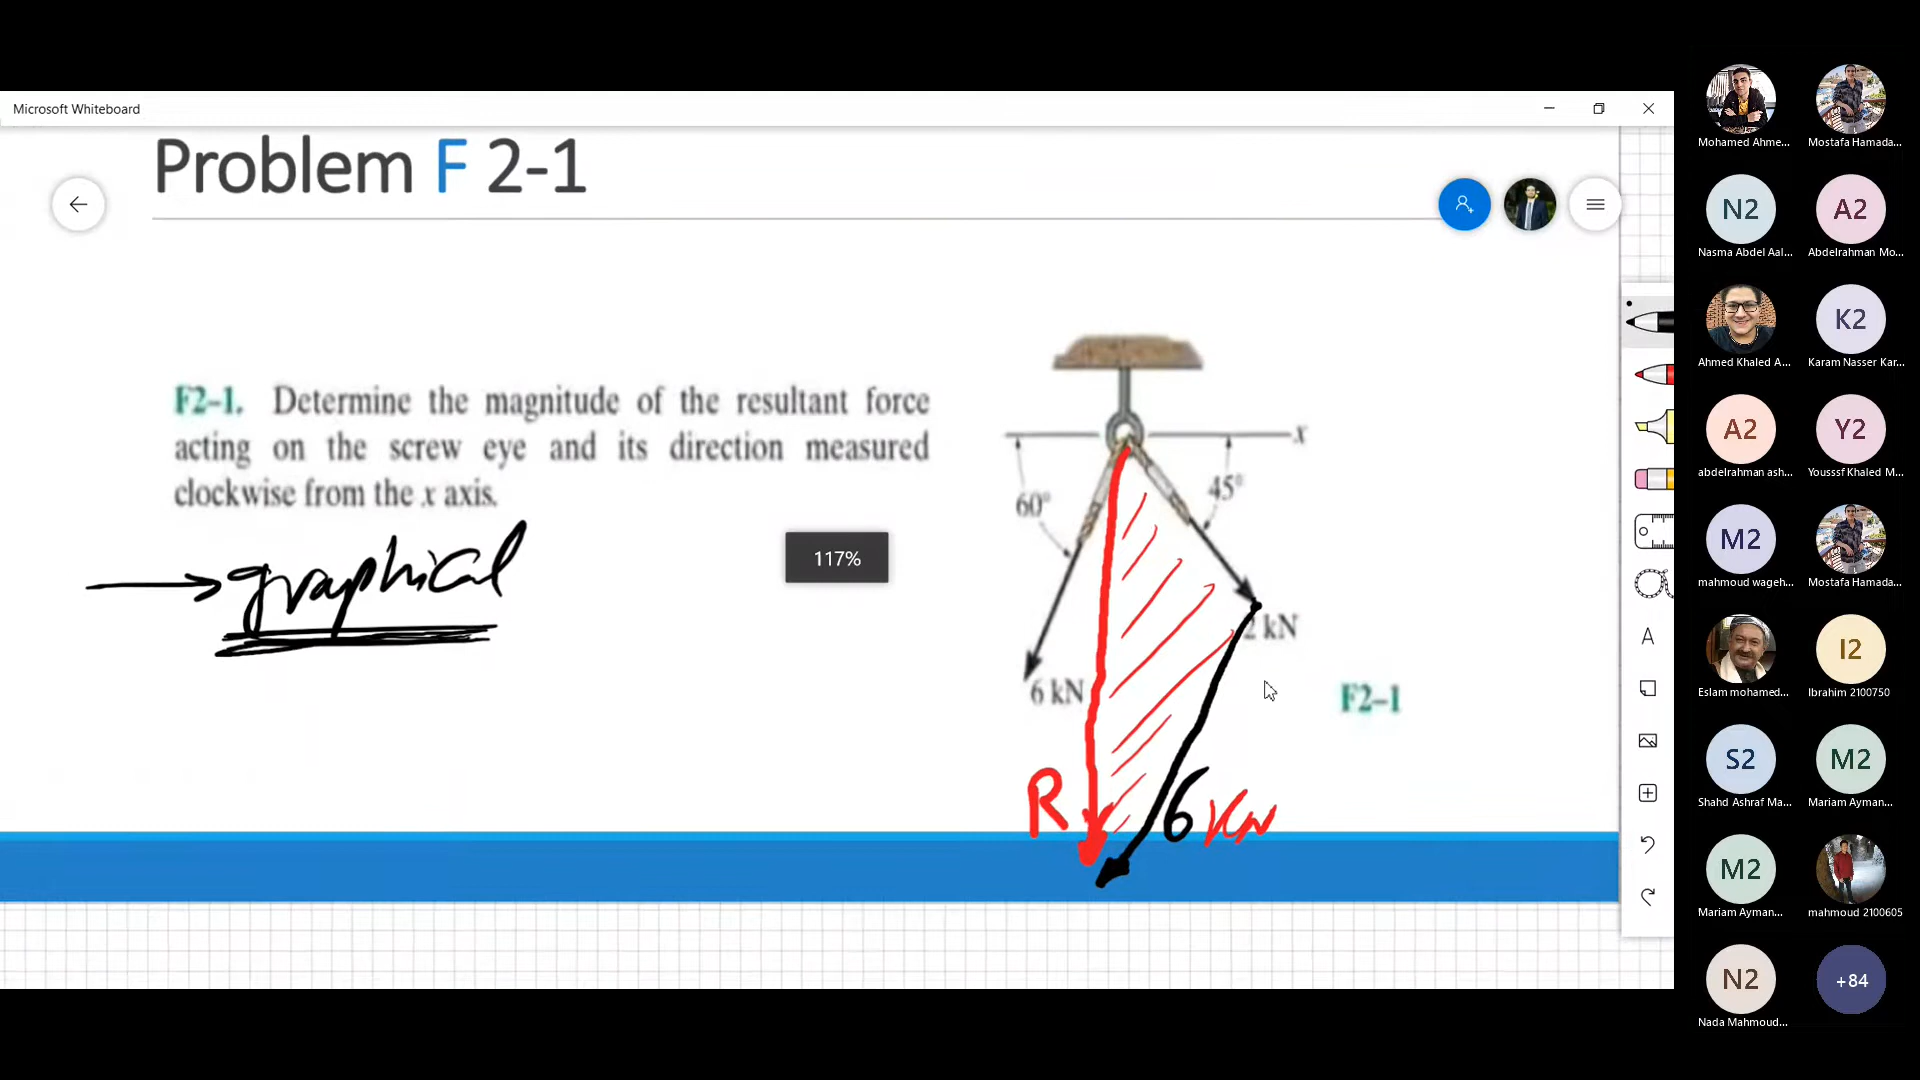 Microsoft Whiteboard
Problem F 2-1
F2–1. Determine the magnitude of the resultant force
acting on the screw eye and its direction measured
clockwise from the x axis.
graphical
117%
x
60°
45°
2 kN
6 kN
F2–1
R
6 KN
A
Mohamed Ahme...
Mostafa Hamada...
N2
Nasma Abdel Aal...
A2
Abdelrahman Mo...
Ahmed Khaled A...
K2
Karam Nasser Kar...
A2
abdelrahman ash...
Y2
Yousssf Khaled M...
M2
mahmoud wageh...
Mostafa Hamada...
Eslam mohamed...
I2
Ibrahim 2100750
S2
Shahd Ashraf Ma...
M2
Mariam Ayman...
M2
Mariam Ayman...
mahmoud 2100605
N2
Nada Mahmoud...
+84